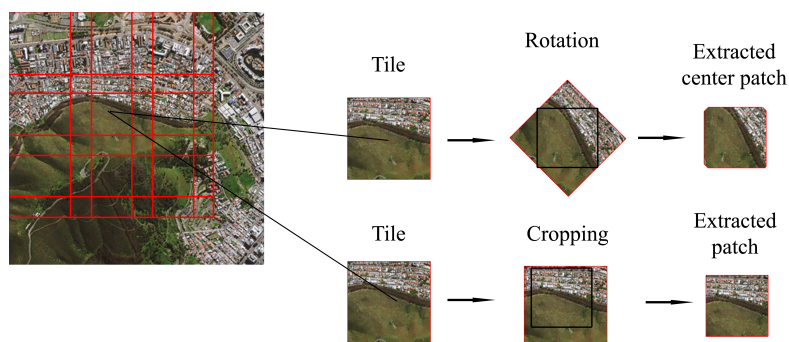 Tile
Rotation
Extracted
center patch
Tile
Cropping
Extracted
patch